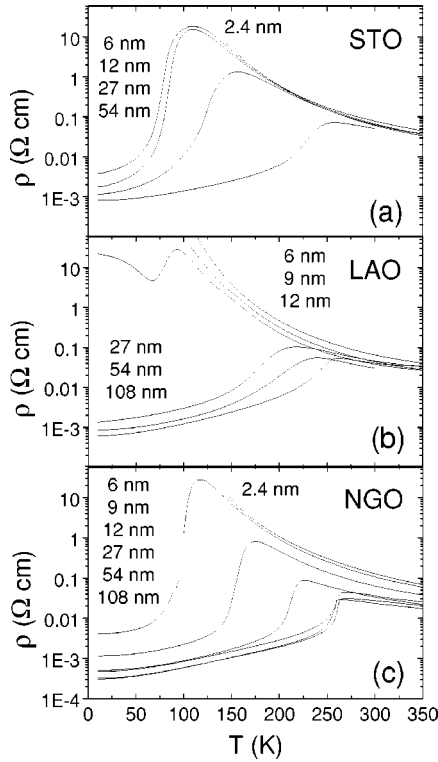 10
1
0.1
0.01
1E-3
ρ (Ω cm)
6 nm
12 nm
27 nm
54 nm
2.4 nm
STO
(a)
10
1
0.1
0.01
1E-3
ρ (Ω cm)
6 nm
9 nm
12 nm
LAO
27 nm
54 nm
108 nm
(b)
10
1
0.1
0.01
1E-3
1E-4
ρ (Ω cm)
6 nm
9 nm
12 nm
27 nm
54 nm
108 nm
2.4 nm
NGO
(c)
0 50 100 150 200 250 300 350
T (K)